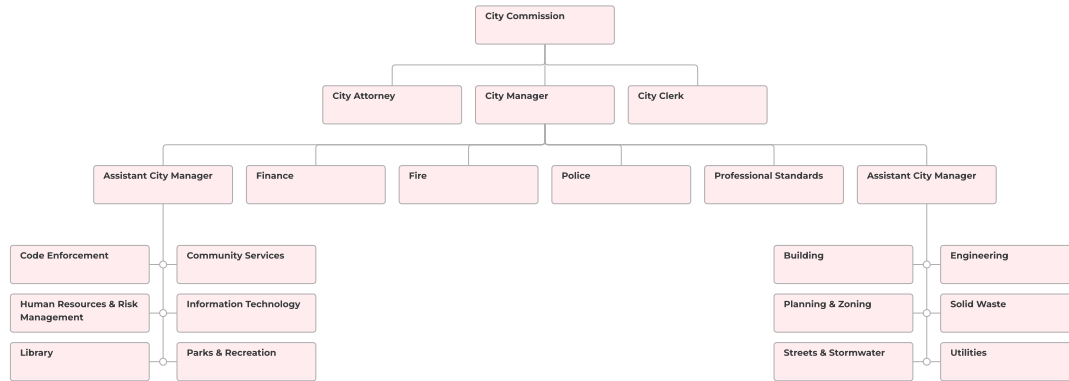 City Commission
City Attorney
City Manager
City Clerk
Assistant City Manager
Finance
Fire
Police
Professional Standards
Assistant City Manager
Code Enforcement
Community Services
Building
Engineering
Human Resources & Risk
Management
Information Technology
Planning & Zoning
Solid Waste
Library
Parks & Recreation
Streets & Stormwater
Utilities